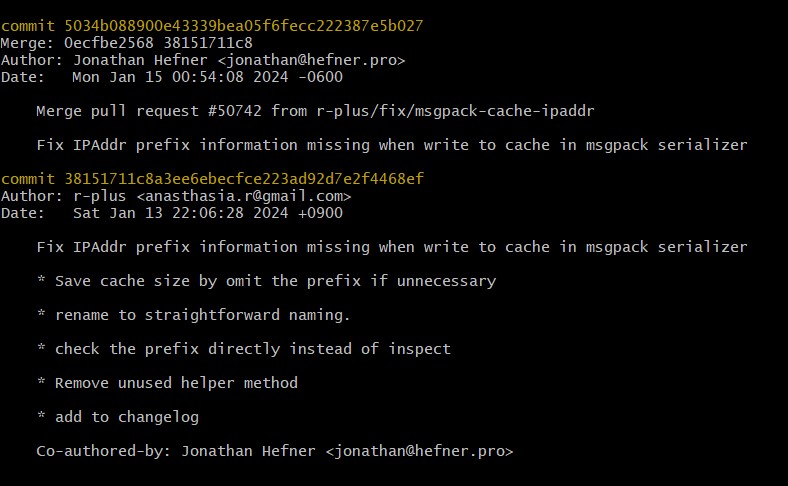 commit 5034b088900e43339bea05f6fecc222387e5b027
Merge: 0ecfbe2568 38151711c8
Author: Jonathan Hefner <jonathan@hefner.pro>
Date:   Mon Jan 15 00:54:08 2024 -0600
Merge pull request #50742 from r-plus/fix/msgpack-cache-ipaddr
Fix IPAddr prefix information missing when write to cache in msgpack serializer
commit 38151711c8a3ee6ebecfce223ad92d7e2f4468ef
Author: r-plus <anasthasia.r@gmail.com>
Date:   Sat Jan 13 22:06:28 2024 +0900
Fix IPAddr prefix information missing when write to cache in msgpack serializer
* Save cache size by omit the prefix if unnecessary
* rename to straightforward naming.
* check the prefix directly instead of inspect
* Remove unused helper method
* add to changelog
Co-authored-by: Jonathan Hefner <jonathan@hefner.pro>